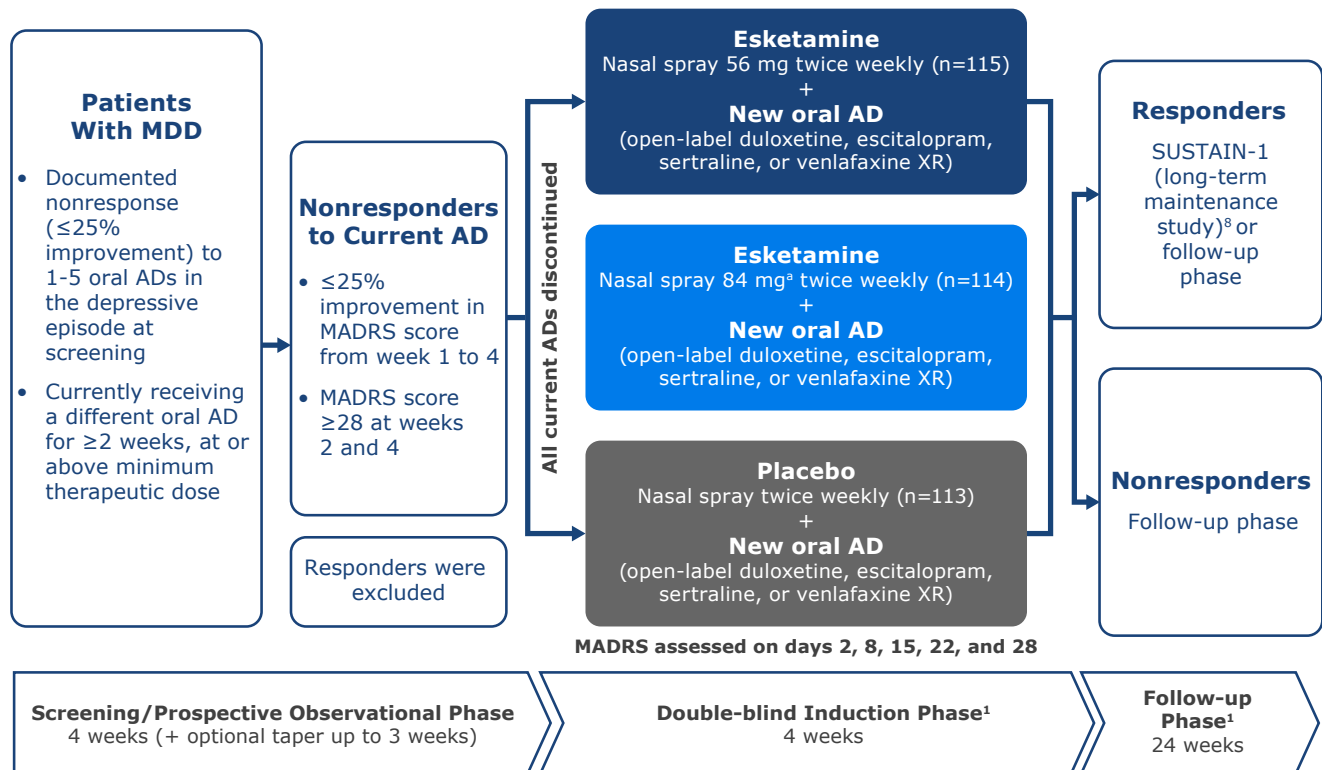 Patients
With MDD
• Documented
nonresponse
(≤25%
improvement) to
1-5 oral ADs in
the depressive
episode at
screening
• Currently receiving
a different oral AD
for ≥2 weeks, at or
above minimum
therapeutic dose
Nonresponders
to Current AD
• ≤25%
improvement in
MADRS score
from week 1 to 4
• MADRS score
≥28 at weeks
2 and 4
Responders were
excluded
All current ADs discontinued
Esketamine
Nasal spray 56 mg twice weekly (n=115)
+
New oral AD
(open-label duloxetine, escitalopram,
sertraline, or venlafaxine XR)
Esketamine
Nasal spray 84 mgᵃ twice weekly (n=114)
+
New oral AD
(open-label duloxetine, escitalopram,
sertraline, or venlafaxine XR)
Placebo
Nasal spray twice weekly (n=113)
+
New oral AD
(open-label duloxetine, escitalopram,
sertraline, or venlafaxine XR)
MADRS assessed on days 2, 8, 15, 22, and 28
Responders
SUSTAIN-1
(long-term
maintenance
study)⁸ or
follow-up
phase
Nonresponders
Follow-up phase
Screening/Prospective Observational Phase
4 weeks (+ optional taper up to 3 weeks)
Double-blind Induction Phase¹
4 weeks
Follow-up
Phase¹
24 weeks